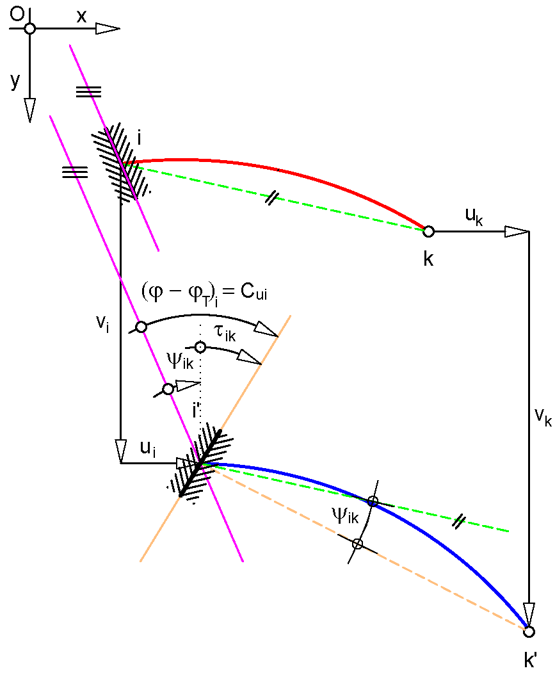 O
x
y
i
u_k
k
(φ – φ_T)_i = C_ui
τ_ik
v_i
ψ_ik
i'
v_k
u_i
ψ_ik
k'